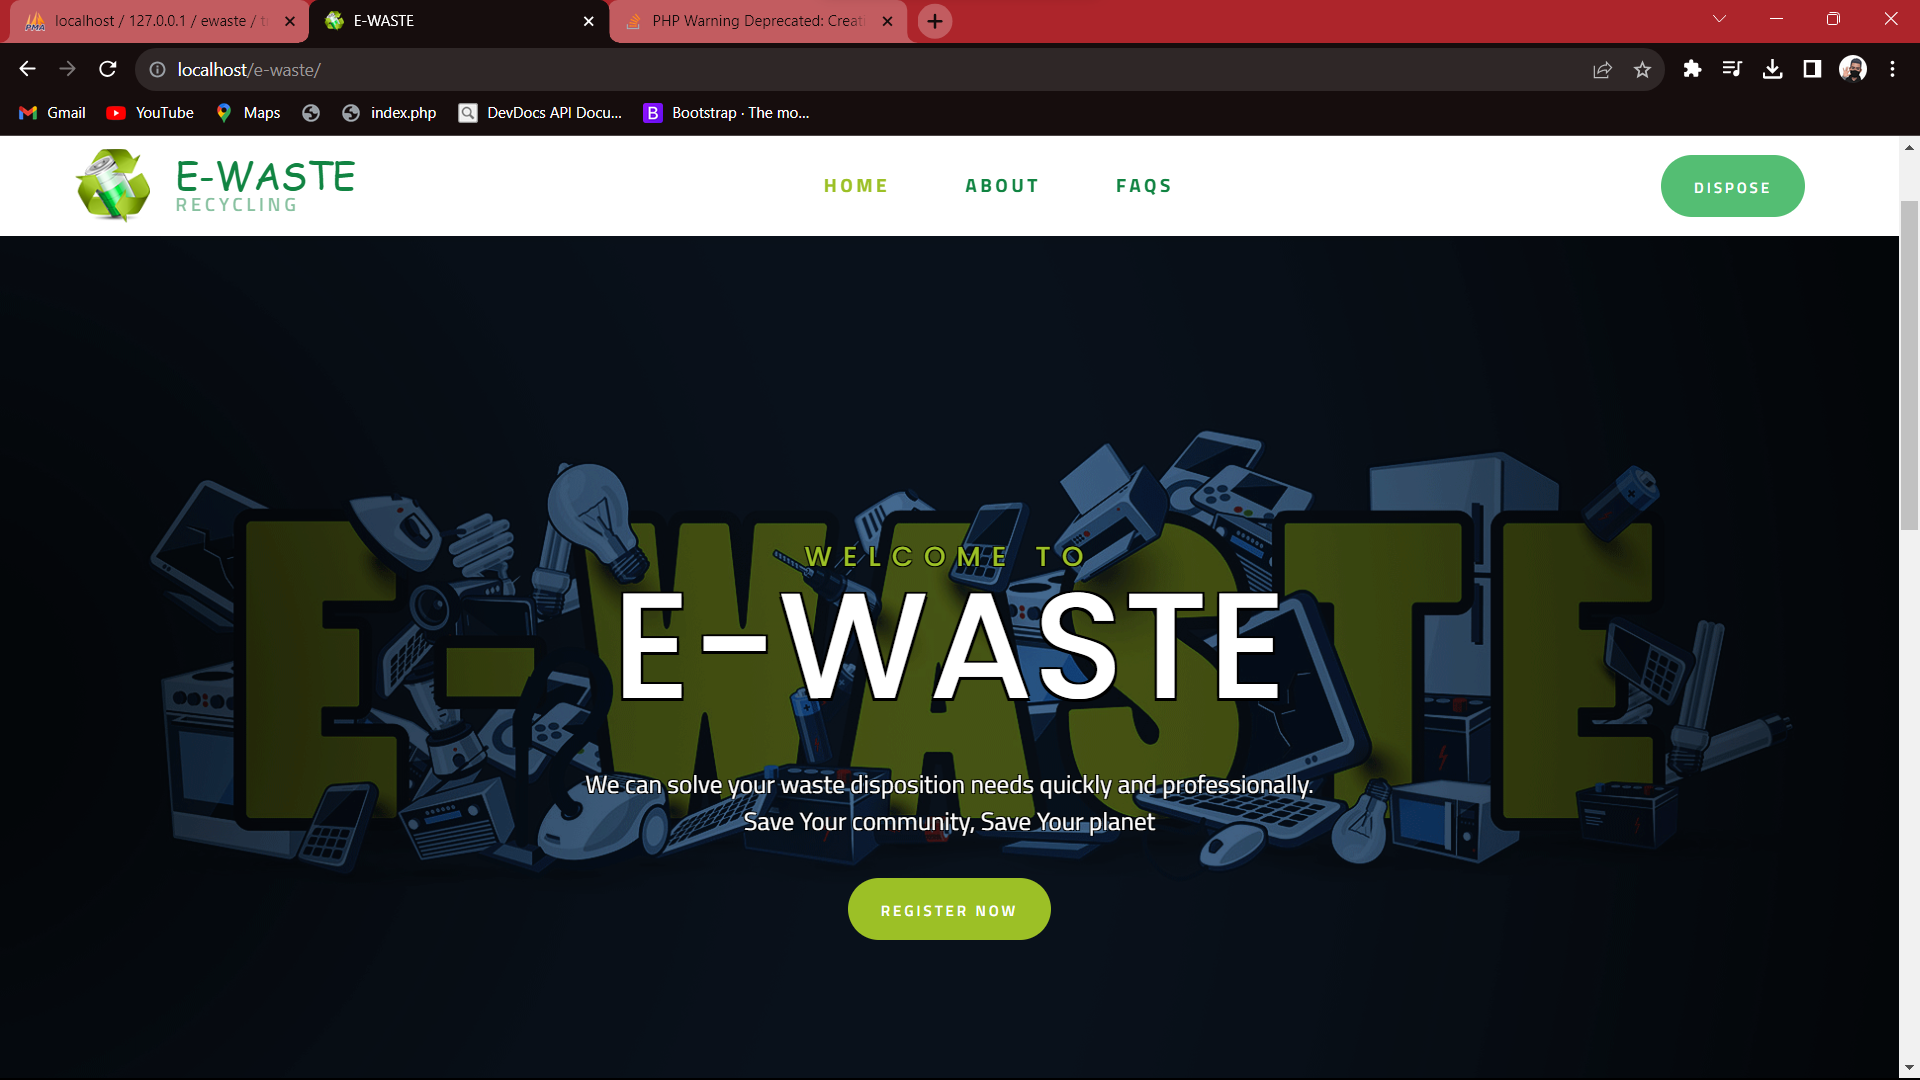 localhost / 127.0.0.1 / ewaste /
E-WASTE
PHP Warning Deprecated: Creati
localhost/e-waste/
Gmail
YouTube
Maps
index.php
DevDocs API Docu...
B
Bootstrap · The mo...
E-WASTE
RECYCLING
HOME
ABOUT
FAQS
DISPOSE
E-WASTE
WELCOME TO
E-WASTE
We can solve your waste disposition needs quickly and professionally.
Save Your community, Save Your planet
REGISTER NOW